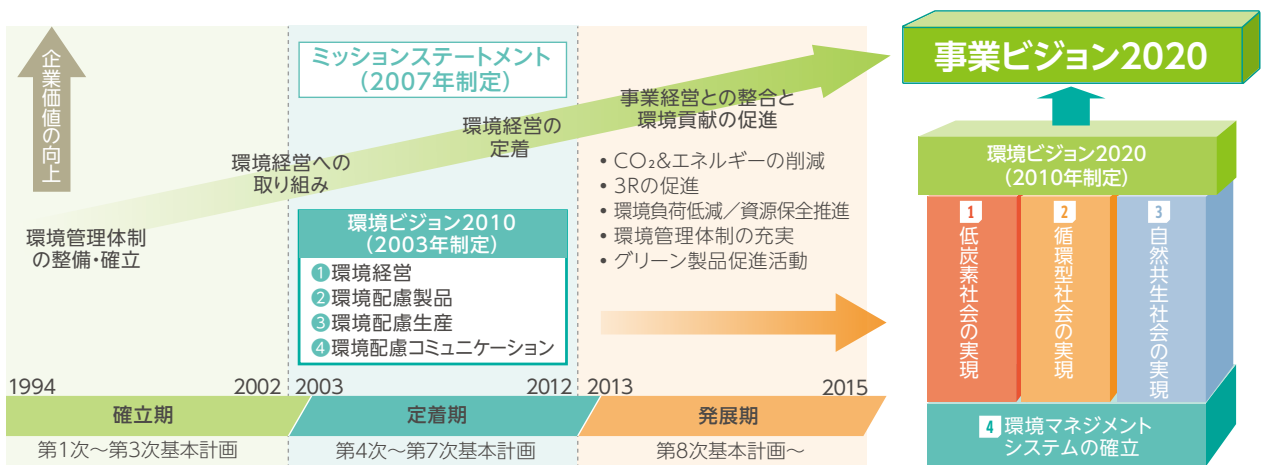 企業価値の向上
環境管理体制
の整備・確立
環境経営への
取り組み
ミッションステートメント
(2007年制定)
環境経営の
定着
環境ビジョン2010
(2003年制定)
1環境経営
2環境配慮製品
3環境配慮生産
4環境配慮コミュニケーション
事業経営との整合と
環境貢献の促進
• CO₂&エネルギーの削減
• 3Rの促進
• 環境負荷低減/資源保全推進
• 環境管理体制の充実
• グリーン製品促進活動
1994
2002
2003
2012
2013
2015
確立期
定着期
発展期
第1次〜第3次基本計画
第4次〜第7次基本計画
第8次基本計画〜
事業ビジョン2020
環境ビジョン2020
(2010年制定)
1 低炭素社会の実現
2 循環型社会の実現
3 自然共生社会の実現
4 環境マネジメント
システムの確立